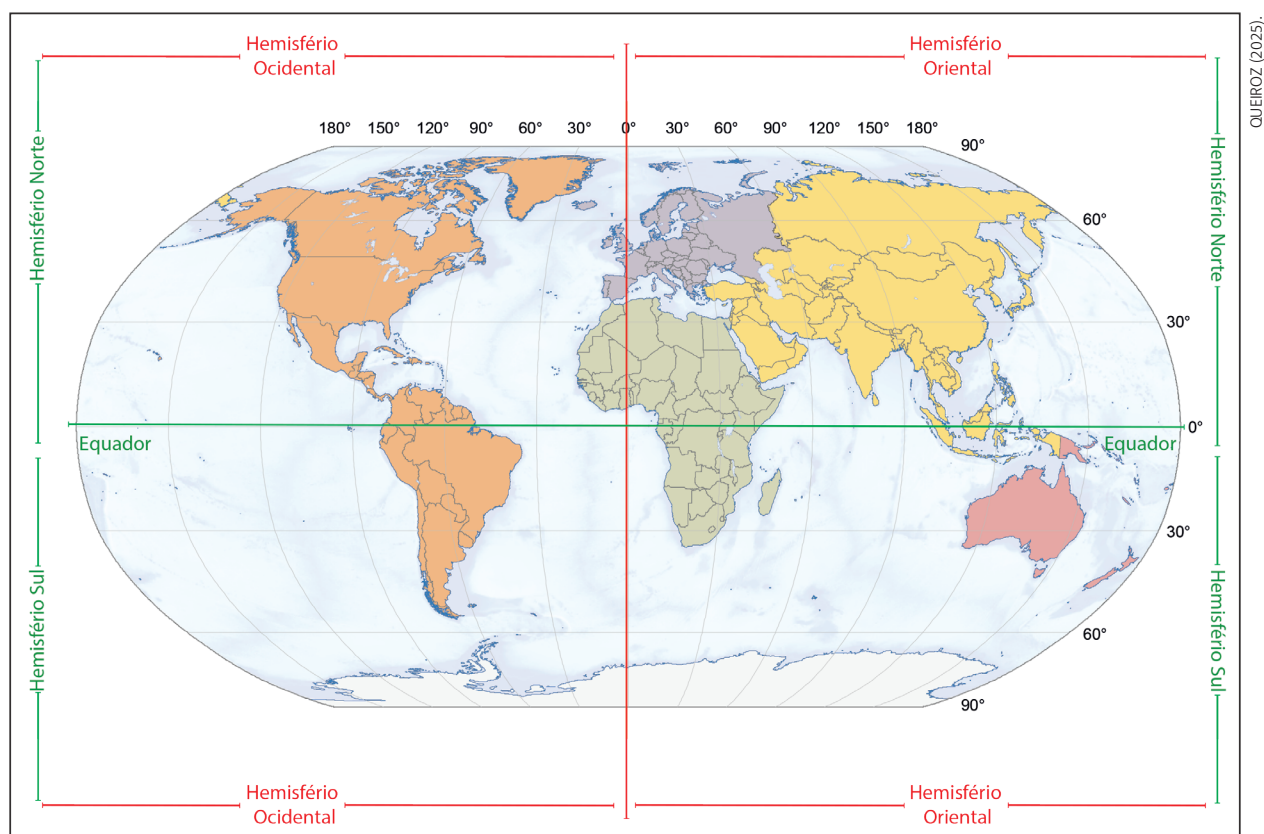 Hemisfério
Ocidental
Hemisfério
Oriental
QUEIROZ (2025).
180° 150° 120° 90° 60° 30° 0° 30° 60° 90° 120° 150° 180°
90°
Hemisfério Norte
Hemisfério Norte
60°
30°
0°
Equador
Equador
30°
Hemisfério Sul
Hemisfério Sul
60°
90°
Hemisfério
Ocidental
Hemisfério
Oriental